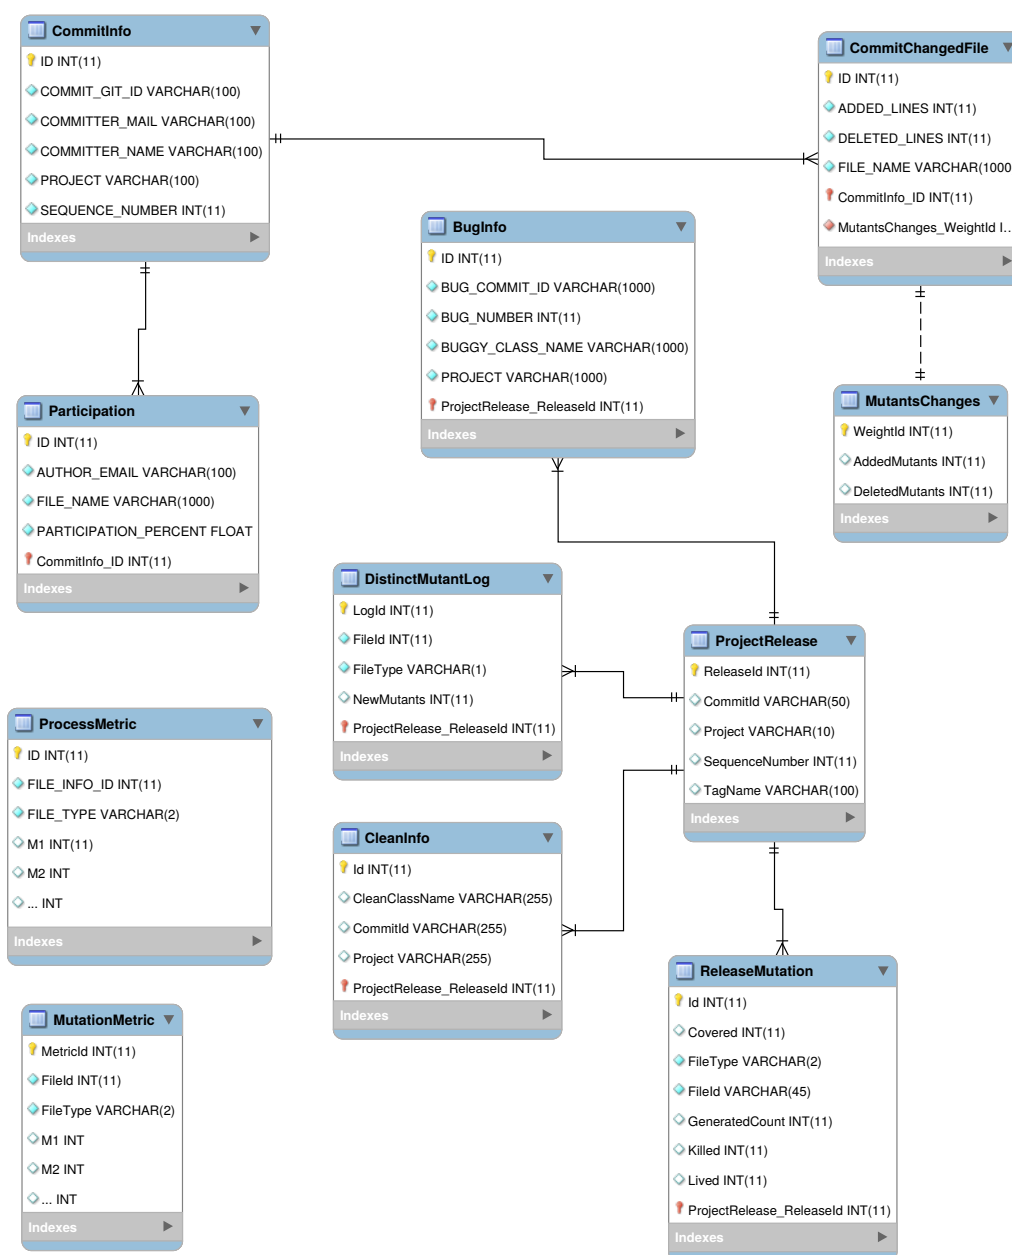 CommitInfo
ID INT(11)
COMMIT_GIT_ID VARCHAR(100)
COMMITTER_MAIL VARCHAR(100)
COMMITTER_NAME VARCHAR(100)
PROJECT VARCHAR(100)
SEQUENCE_NUMBER INT(11)
Indexes
CommitChangedFile
ID INT(11)
ADDED_LINES INT(11)
DELETED_LINES INT(11)
FILE_NAME VARCHAR(1000
CommitInfo_ID INT(11)
MutantsChanges_WeightId I...
Indexes
BugInfo
ID INT(11)
BUG_COMMIT_ID VARCHAR(1000)
BUG_NUMBER INT(11)
BUGGY_CLASS_NAME VARCHAR(1000)
PROJECT VARCHAR(1000)
ProjectRelease_ReleaseId INT(11)
Indexes
MutantsChanges
WeightId INT(11)
AddedMutants INT(11)
DeletedMutants INT(11)
Indexes
Participation
ID INT(11)
AUTHOR_EMAIL VARCHAR(100)
FILE_NAME VARCHAR(1000)
PARTICIPATION_PERCENT FLOAT
CommitInfo_ID INT(11)
Indexes
DistinctMutantLog
LogId INT(11)
FileId INT(11)
FileType VARCHAR(1)
NewMutants INT(11)
ProjectRelease_ReleaseId INT(11)
Indexes
ProjectRelease
ReleaseId INT(11)
CommitId VARCHAR(50)
Project VARCHAR(10)
SequenceNumber INT(11)
TagName VARCHAR(100)
Indexes
ProcessMetric
ID INT(11)
FILE_INFO_ID INT(11)
FILE_TYPE VARCHAR(2)
M1 INT(11)
M2 INT
... INT
Indexes
CleanInfo
Id INT(11)
CleanClassName VARCHAR(255)
CommitId VARCHAR(255)
Project VARCHAR(255)
ProjectRelease_ReleaseId INT(11)
Indexes
ReleaseMutation
Id INT(11)
Covered INT(11)
FileType VARCHAR(2)
FileId VARCHAR(45)
GeneratedCount INT(11)
Killed INT(11)
Lived INT(11)
ProjectRelease_ReleaseId INT(11)
Indexes
MutationMetric
MetricId INT(11)
FileId INT(11)
FileType VARCHAR(2)
M1 INT
M2 INT
... INT
Indexes